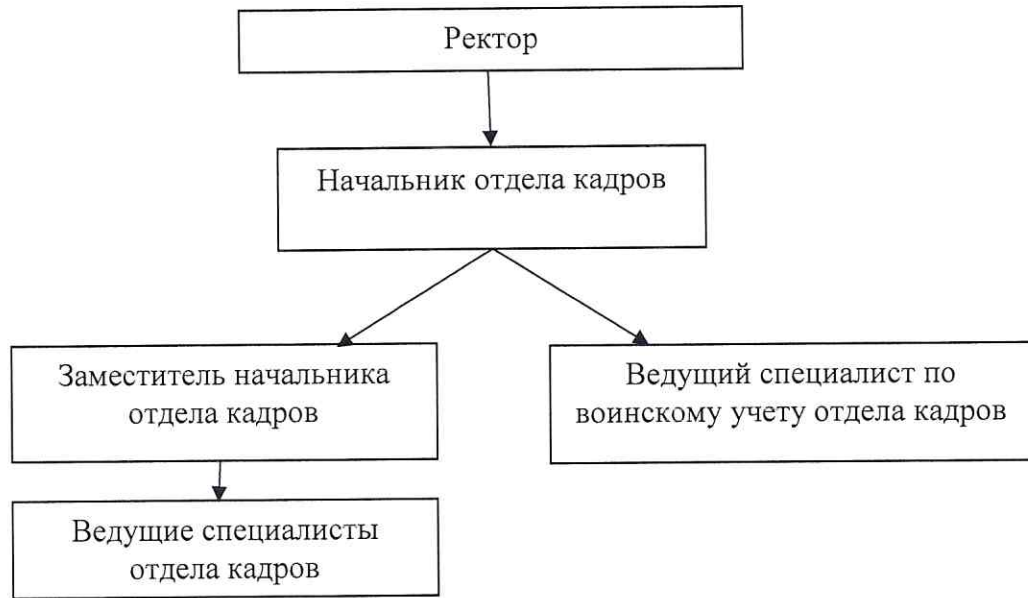 Ректор
Начальник отдела кадров
Заместитель начальника
отдела кадров
Ведущий специалист по
воинскому учету отдела кадров
Ведущие специалисты
отдела кадров